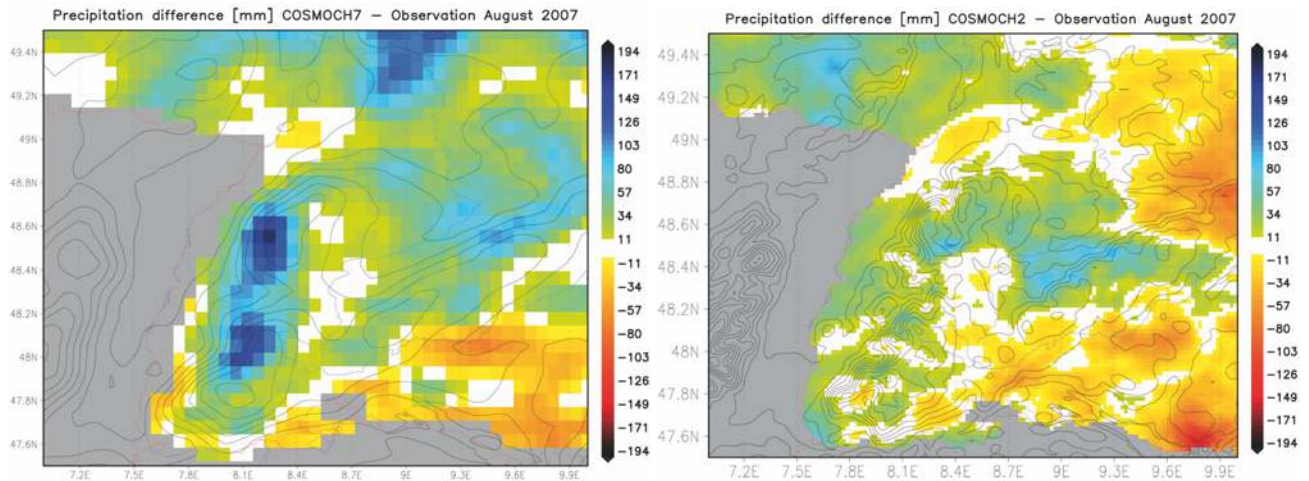 Precipitation difference [mm] COSMOCH7 – Observation August 2007
49.4N
49.2N
49N
48.8N
48.6N
48.4N
48.2N
48N
47.8N
47.6N
7.2E 7.5E 7.8E 8.1E 8.4E 8.7E 9E 9.3E 9.6E 9.9E
194
171
149
126
103
80
57
34
11
−11
−34
−57
−80
−103
−126
−149
−171
−194
Precipitation difference [mm] COSMOCH2 – Observation August 2007
49.4N
49.2N
49N
48.8N
48.6N
48.4N
48.2N
48N
47.8N
47.6N
7.2E 7.5E 7.8E 8.1E 8.4E 8.7E 9E 9.3E 9.6E 9.9E
194
171
149
126
103
80
57
34
11
−11
−34
−57
−80
−103
−126
−149
−171
−194